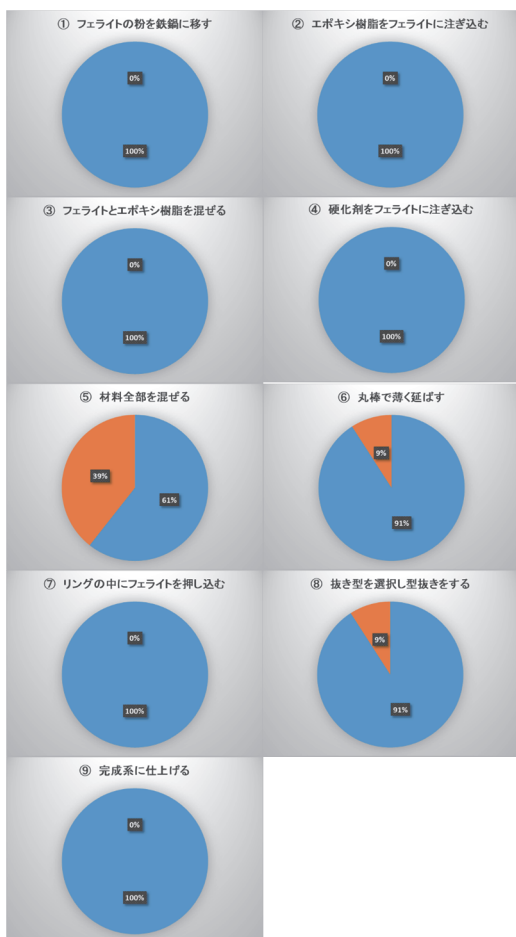 ① フェライトの粉を鉄鍋に移す
0%
100%
② エポキシ樹脂をフェライトに注ぎ込む
0%
100%
③ フェライトとエポキシ樹脂を混ぜる
0%
100%
④ 硬化剤をフェライトに注ぎ込む
0%
100%
⑤ 材料全部を混ぜる
39%
61%
⑥ 丸棒で薄く延ばす
9%
91%
⑦ リングの中にフェライトを押し込む
0%
100%
⑧ 抜き型を選択し型抜きをする
9%
91%
⑨ 完成系に仕上げる
0%
100%